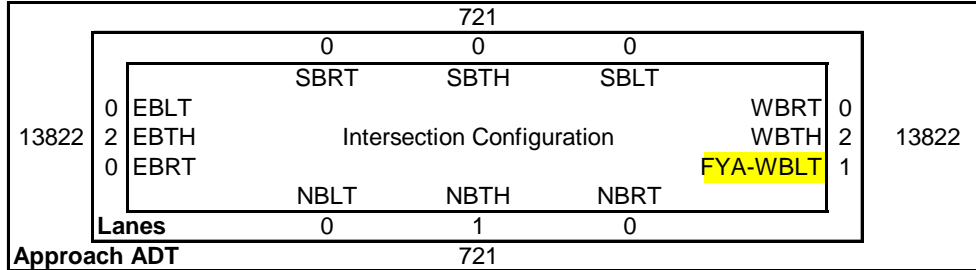 721
0 0 0
SBRT SBTH SBLT
0 EBLT WBRT 0
13822 2 EBTH Intersection Configuration WBTH 2 13822
0 EBRT FYA-WBLT 1
NBLT NBTH NBRT
Lanes 0 1 0
Approach ADT 721